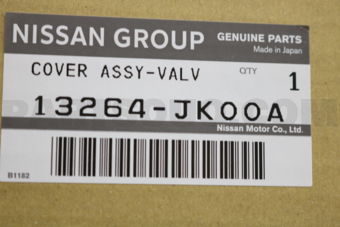 NISSAN GROUP
GENUINE PARTS
Made in Japan
COVER ASSY-VALV
QTY
1
13264-JK00A
Nissan Motor Co., Ltd.
B1182